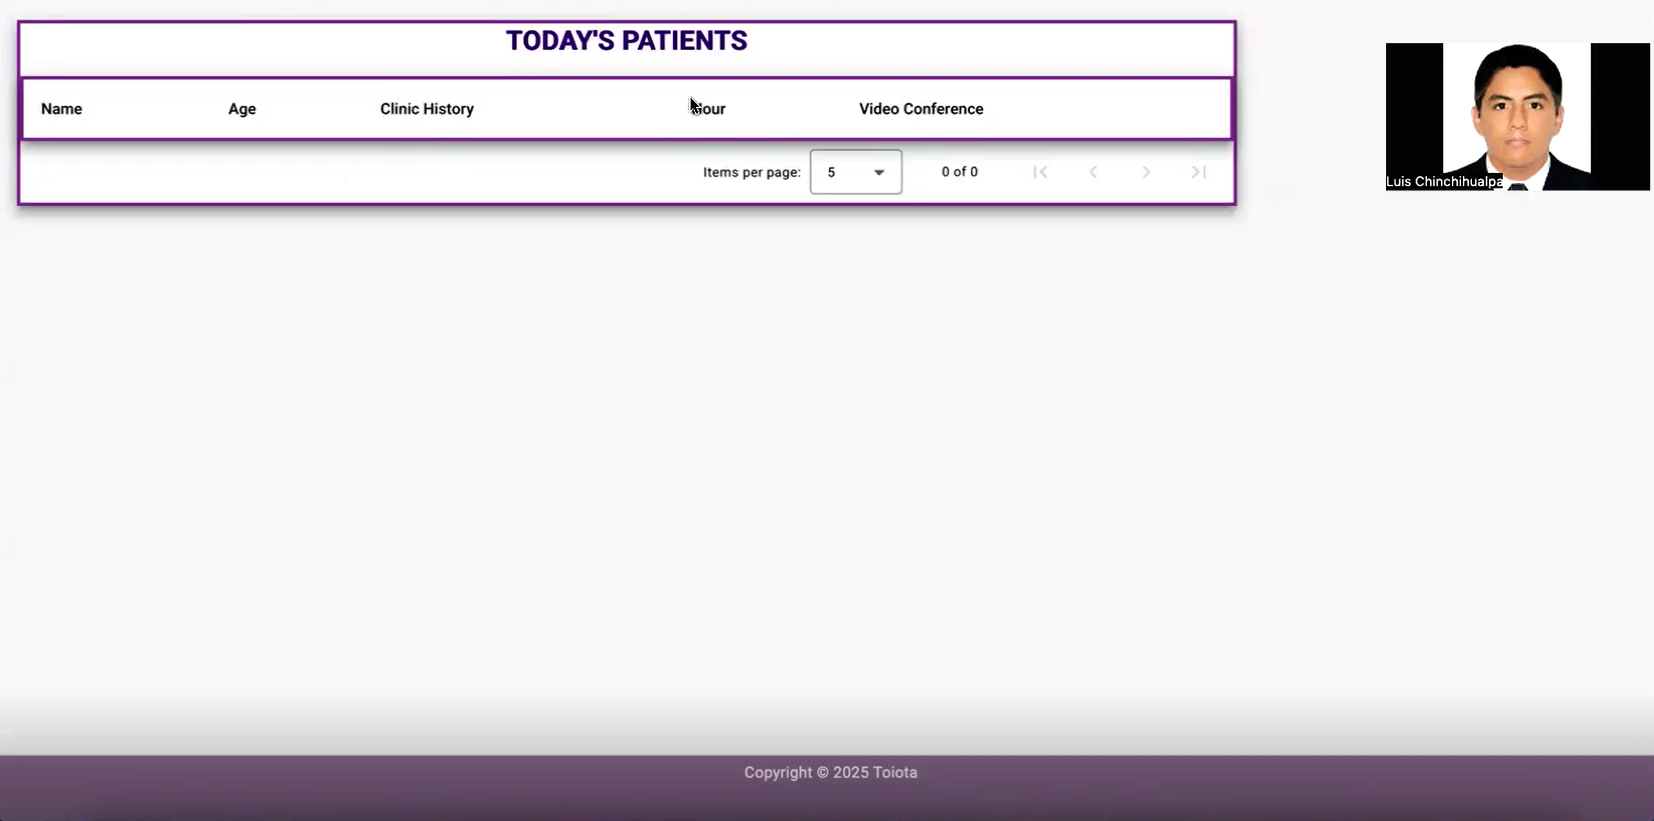 TODAY'S PATIENTS
Name Age Clinic History Hour Video Conference
Items per page: 5 0 of 0
Luis Chinchihualpa
Copyright © 2025 Toiota